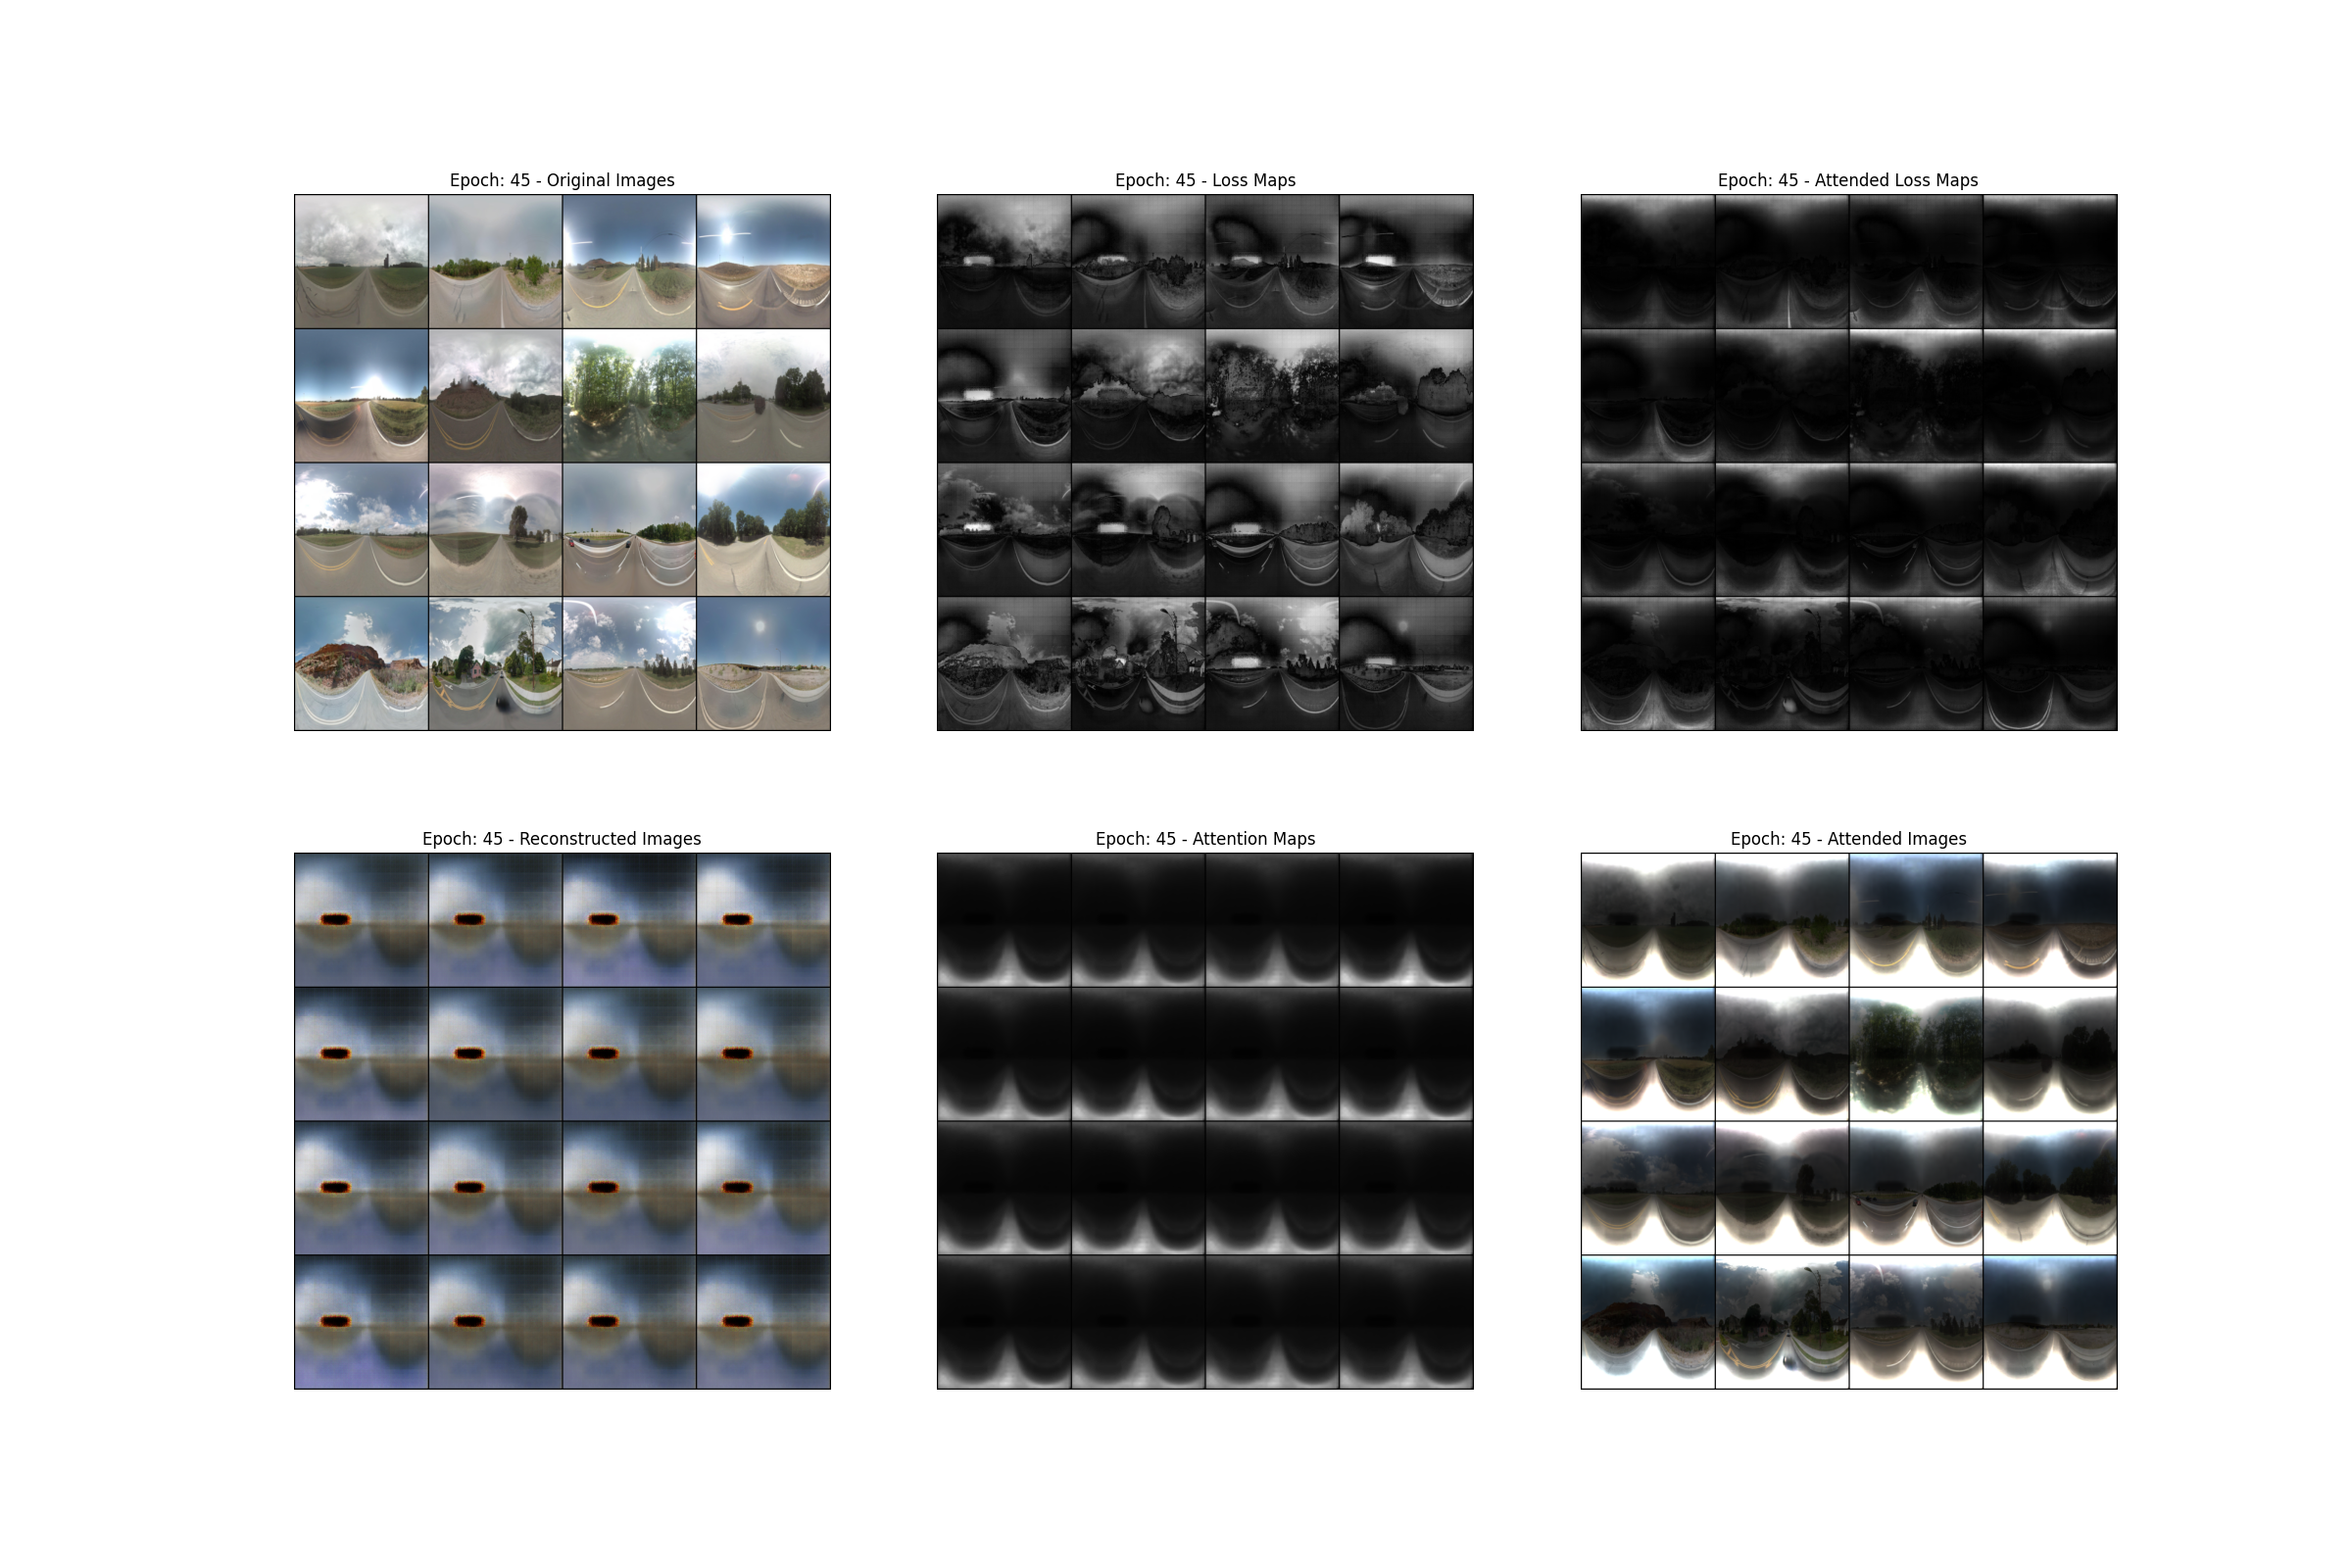 Epoch: 45 - Original Images
Epoch: 45 - Loss Maps
Epoch: 45 - Attended Loss Maps
Epoch: 45 - Reconstructed Images
Epoch: 45 - Attention Maps
Epoch: 45 - Attended Images